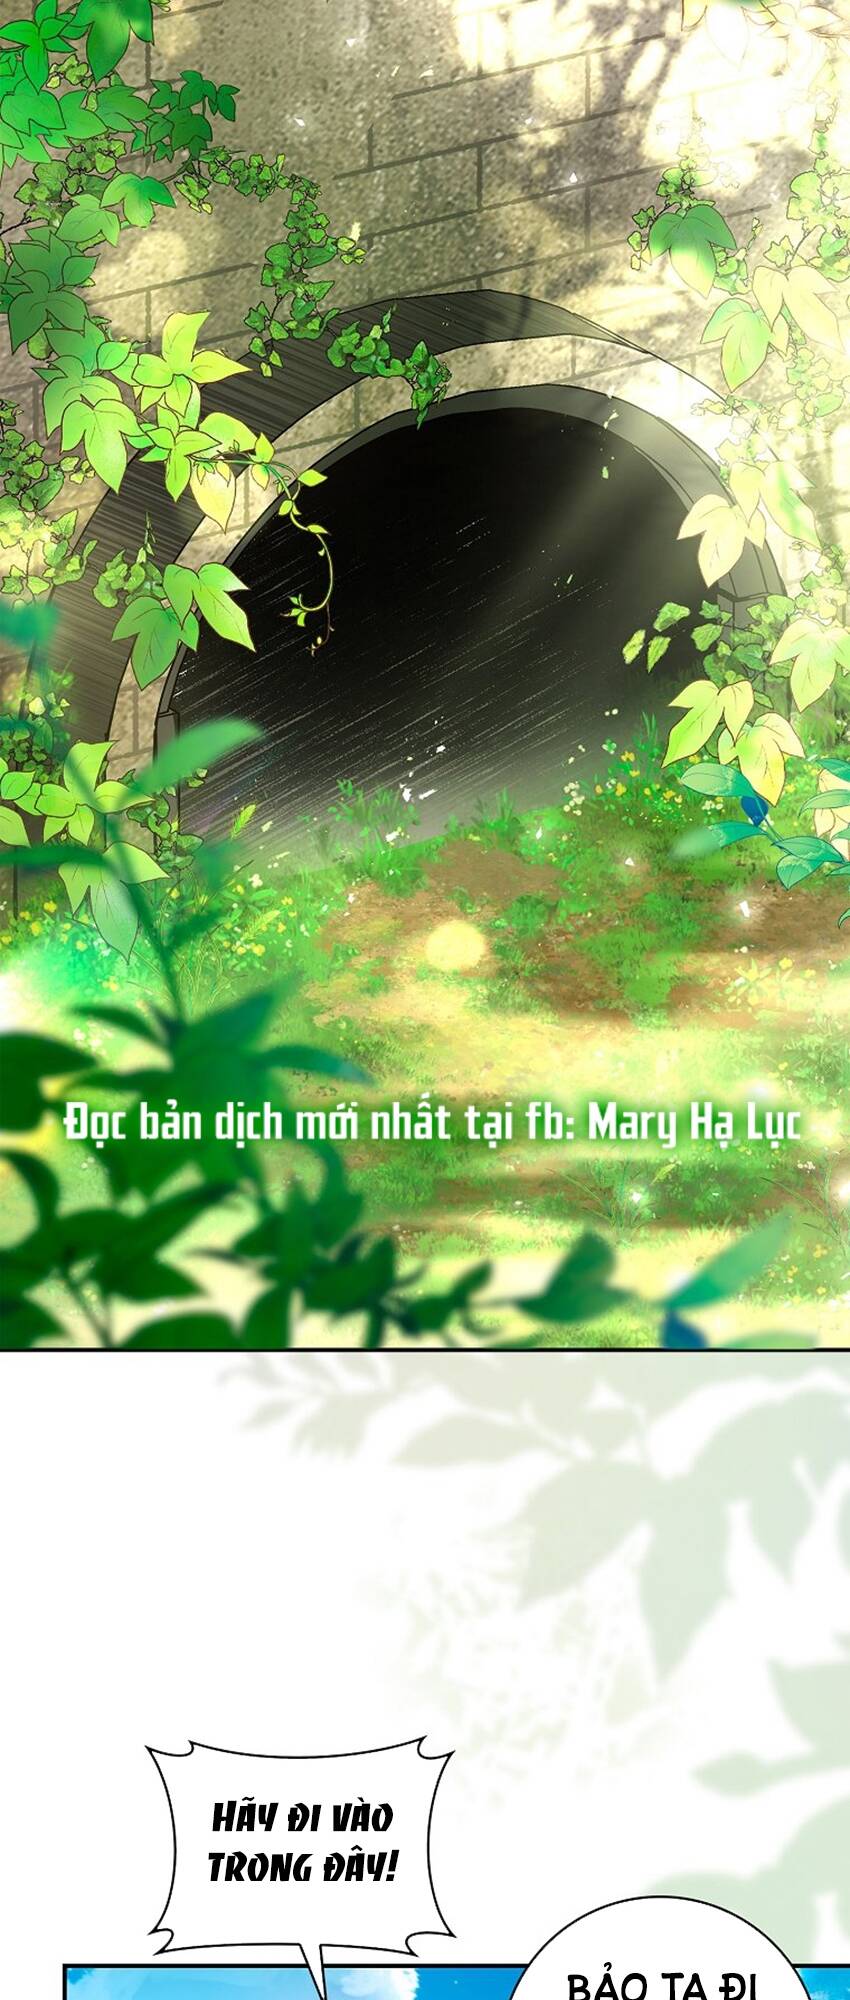 Đọc bản dịch mới nhất tại fb: Mary Hạ Lục
HÃY ĐI VÀO
TRONG ĐÂY!
BẢO TA ĐI